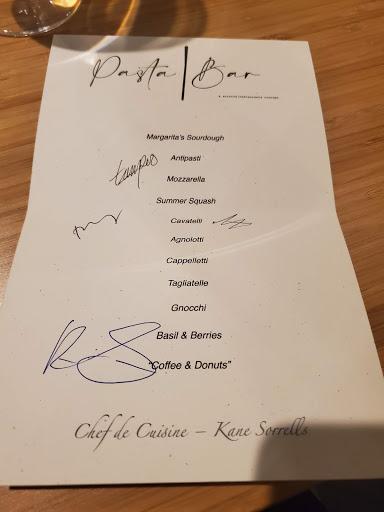 Pasta | Bar
Margarita's Sourdough
Antipasti
Mozzarella
Summer Squash
Cavatelli
Agnolotti
Cappelletti
Tagliatelle
Gnocchi
Basil & Berries
"Coffee & Donuts"
Chef de Cuisine – Kane Sorrells